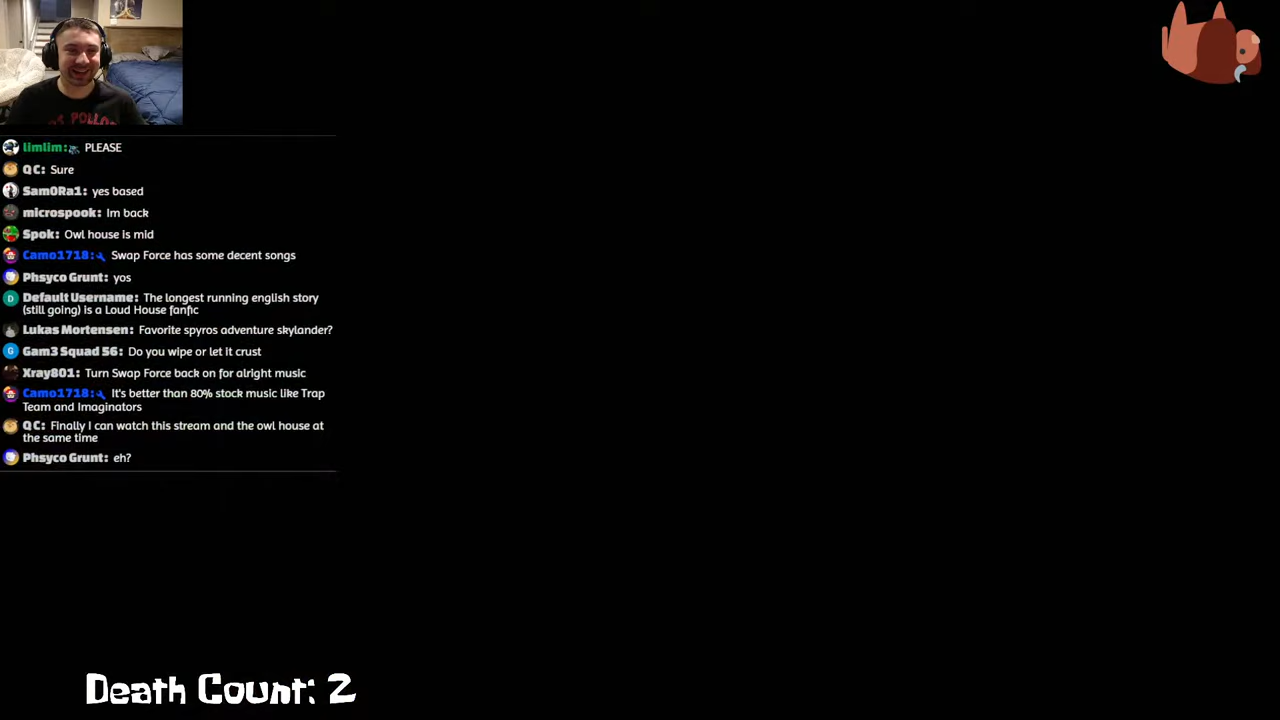 limlim: PLEASE
QC: Sure
Sam0Ra1: yes based
microspook: Im back
Spok: Owl house is mid
Camo1718: Swap Force has some decent songs
Phsyco Grunt: yos
D Default Username: The longest running english story
(still going) is a Loud House fanfic
Lukas Mortensen: Favorite spyros adventure skylander?
G Gam3 Squad 56: Do you wipe or let it crust
Xray801: Turn Swap Force back on for alright music
Camo1718: It's better than 80% stock music like Trap
Team and Imaginators
QC: Finally I can watch this stream and the owl house at
the same time
Phsyco Grunt: eh?
Death Count: 2